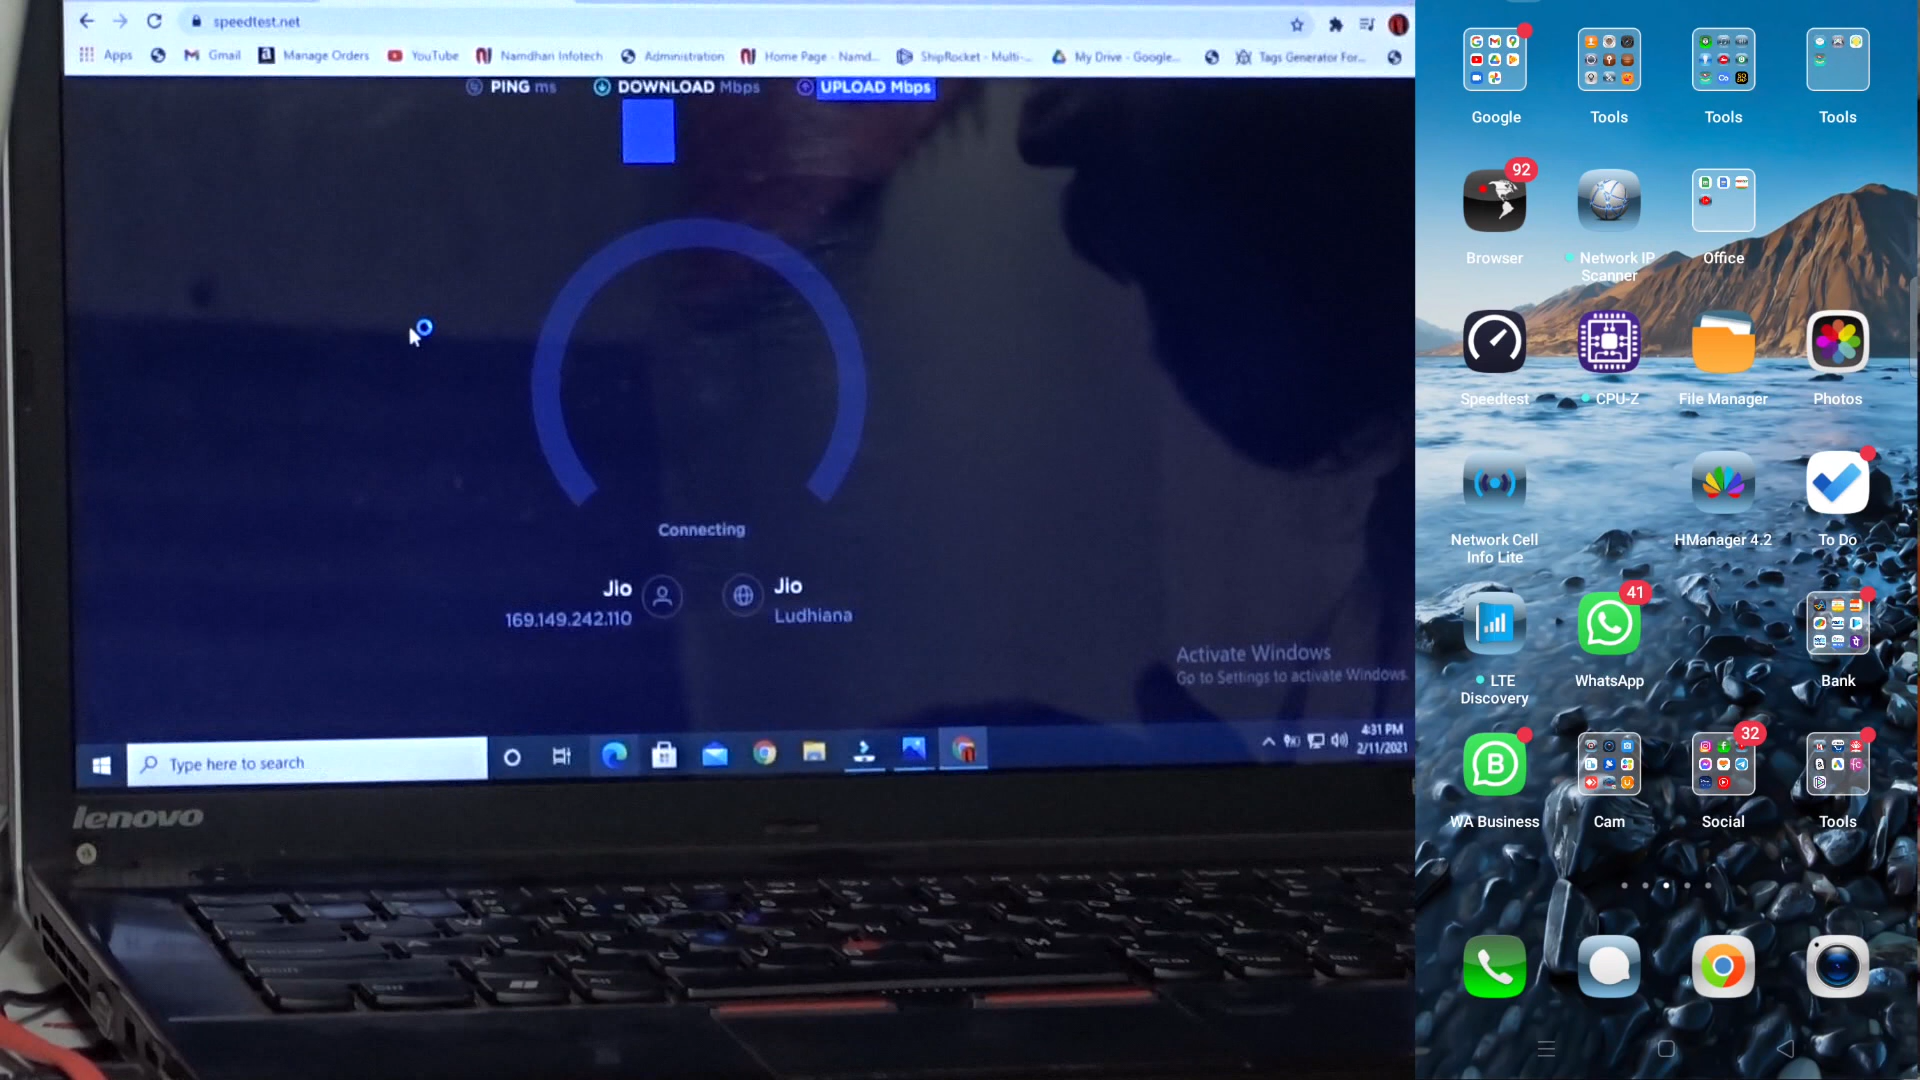 speedtest.net
Apps Gmail Manage Orders YouTube Namdhari Infotech Administration Home Page - Namd... ShipRocket - Multi-... My Drive - Google... Tags Generator For...
PING ms DOWNLOAD Mbps UPLOAD Mbps
Connecting
Jio
169.149.242.110
Jio
Ludhiana
Activate Windows
Go to Settings to activate Windows.
Type here to search
4:31 PM
2/11/2021
lenovo
Google Tools Tools Tools
92
Browser Network IP Scanner Office
Speedtest CPU-Z File Manager Photos
Network Cell Info Lite HManager 4.2 To Do
41
LTE Discovery WhatsApp Bank
32
WA Business Cam Social Tools